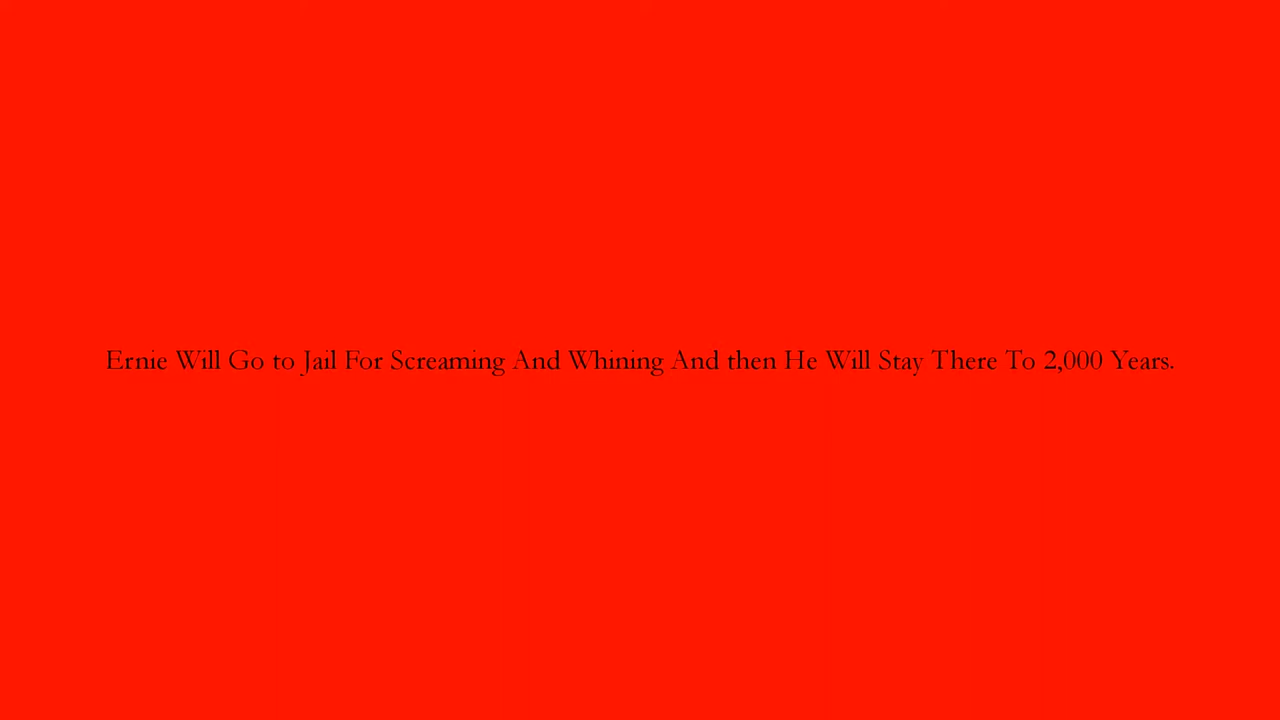 Ernie Will Go to Jail For Screaming And Whining And then He Will Stay There To 2,000 Years.